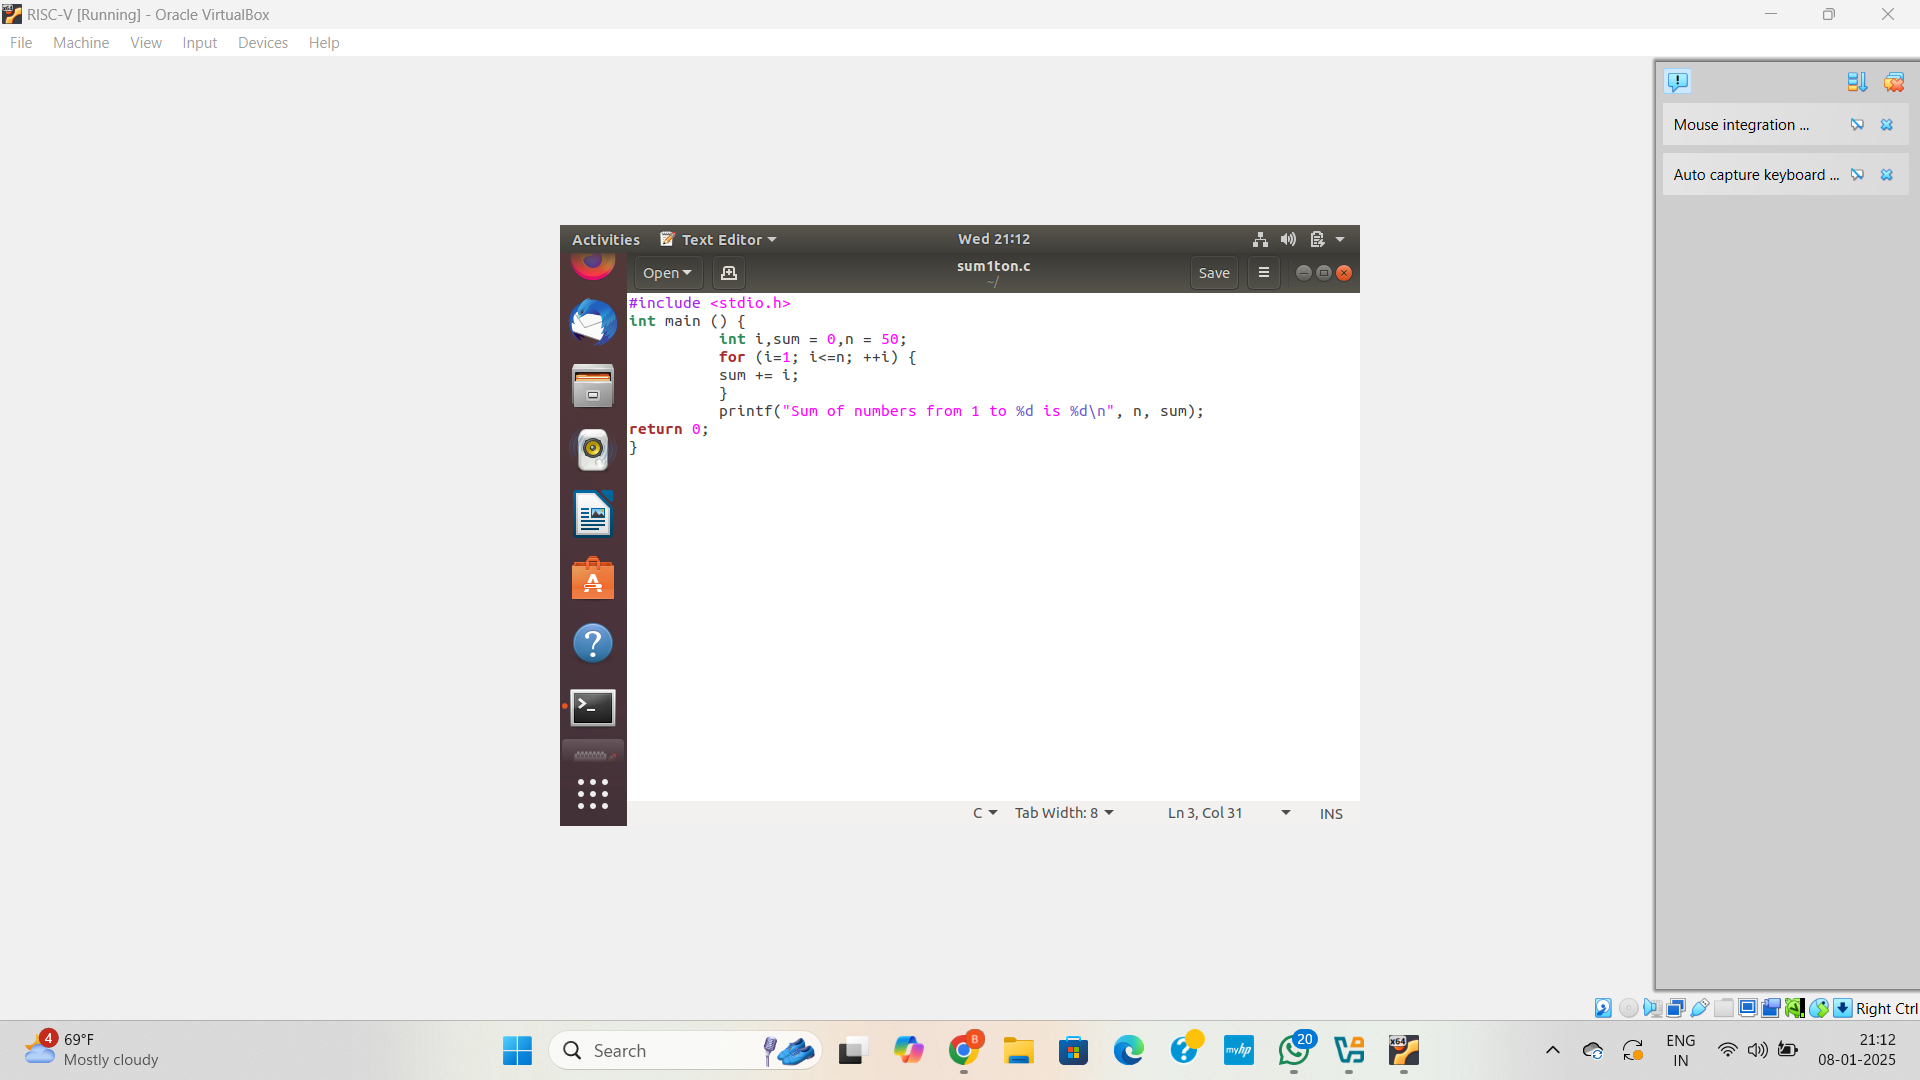 RISC-V [Running] - Oracle VirtualBox
File Machine View Input Devices Help
Mouse integration ...
Auto capture keyboard ...
Activities Text Editor Wed 21:12
Open sum1ton.c Save
~/
#include <stdio.h>
int main () {
int i,sum = 0,n = 50;
for (i=1; i<=n; ++i) {
sum += i;
}
printf("Sum of numbers from 1 to %d is %d\n", n, sum);
return 0;
}
C Tab Width: 8 Ln 3, Col 31 INS
Right Ctrl
4 69°F
Mostly cloudy
Search
B
myhp
20
x64
ENG
IN
21:12
08-01-2025